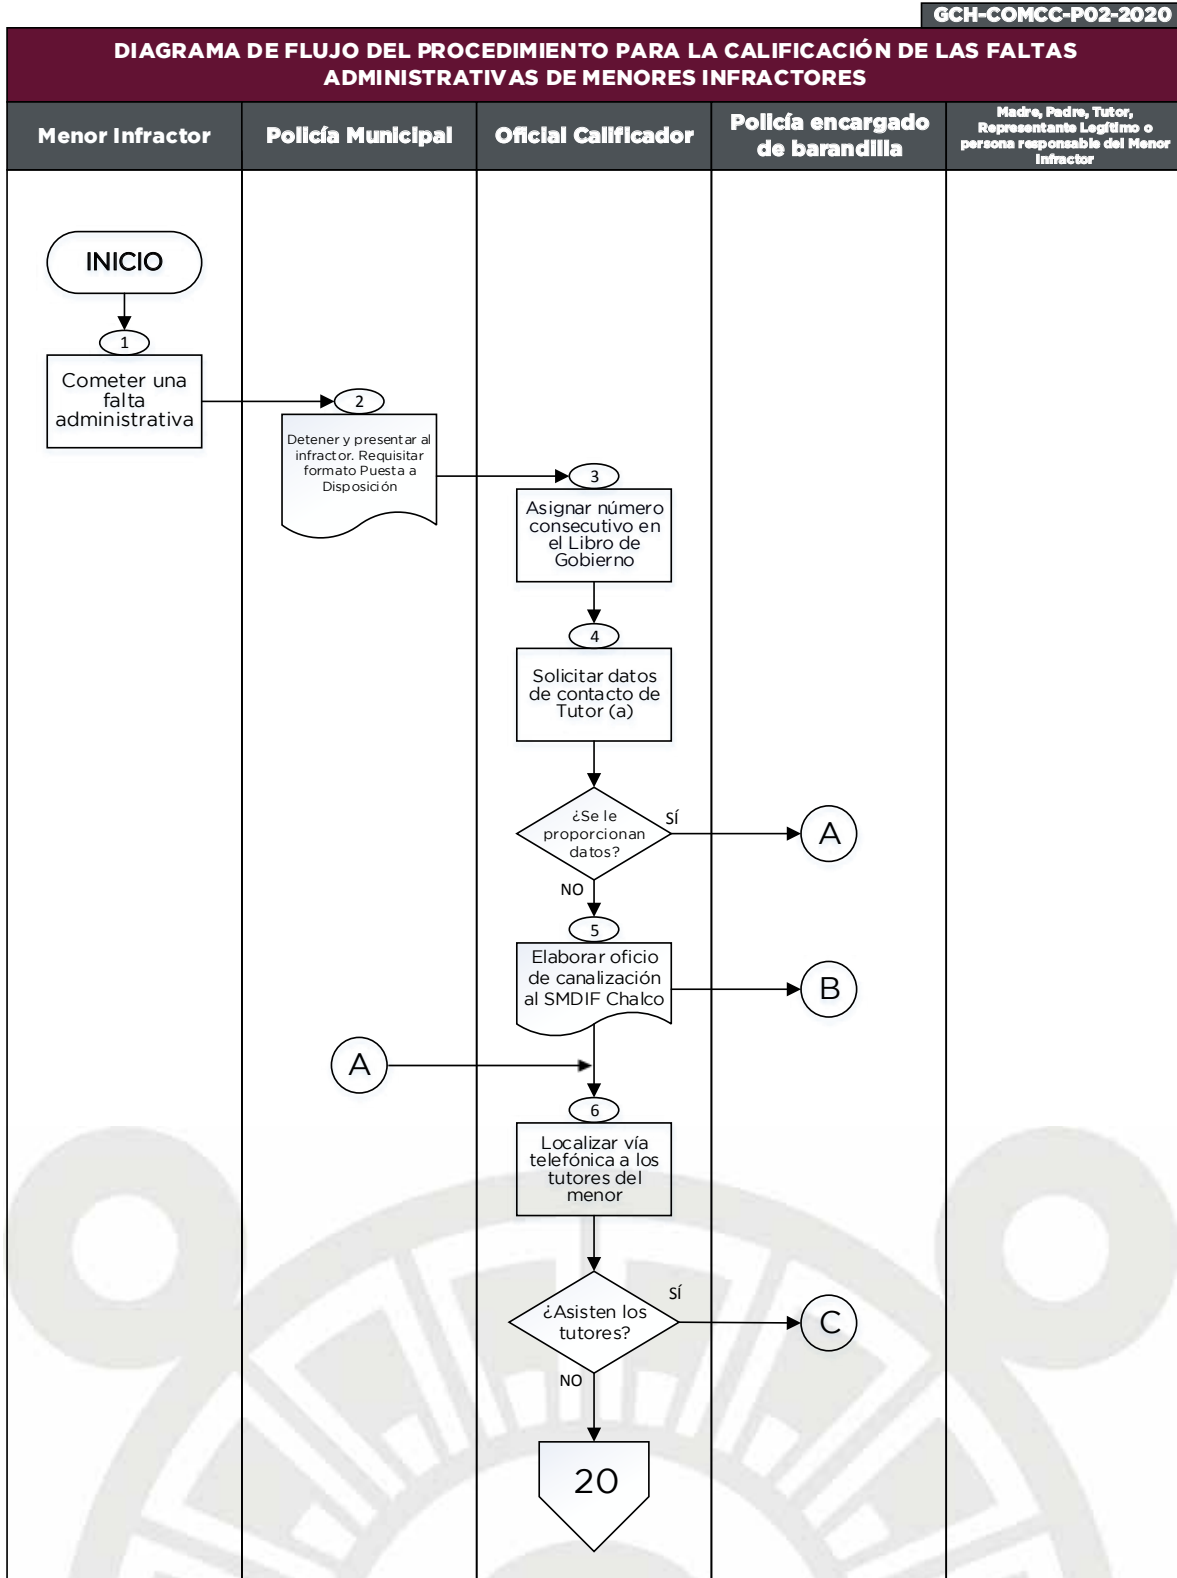 GCH-COMCC-P02-2020
DIAGRAMA DE FLUJO DEL PROCEDIMIENTO PARA LA CALIFICACIÓN DE LAS FALTAS
ADMINISTRATIVAS DE MENORES INFRACTORES
Menor Infractor
Policía Municipal
Oficial Calificador
Policía encargado
de barandilla
Madre, Padre, Tutor,
Representante Legítimo o
persona responsable del Menor
Infractor
INICIO
1
Cometer una
falta
administrativa
2
Detener y presentar al
infractor. Requisitar
formato Puesta a
Disposición
3
Asignar número
consecutivo en
el Libro de
Gobierno
4
Solicitar datos
de contacto de
Tutor (a)
¿Se le
proporcionan
datos?
SÍ
A
NO
5
Elaborar oficio
de canalización
al SMDIF Chalco
B
A
6
Localizar vía
telefónica a los
tutores del
menor
¿Asisten los
tutores?
SÍ
C
NO
20